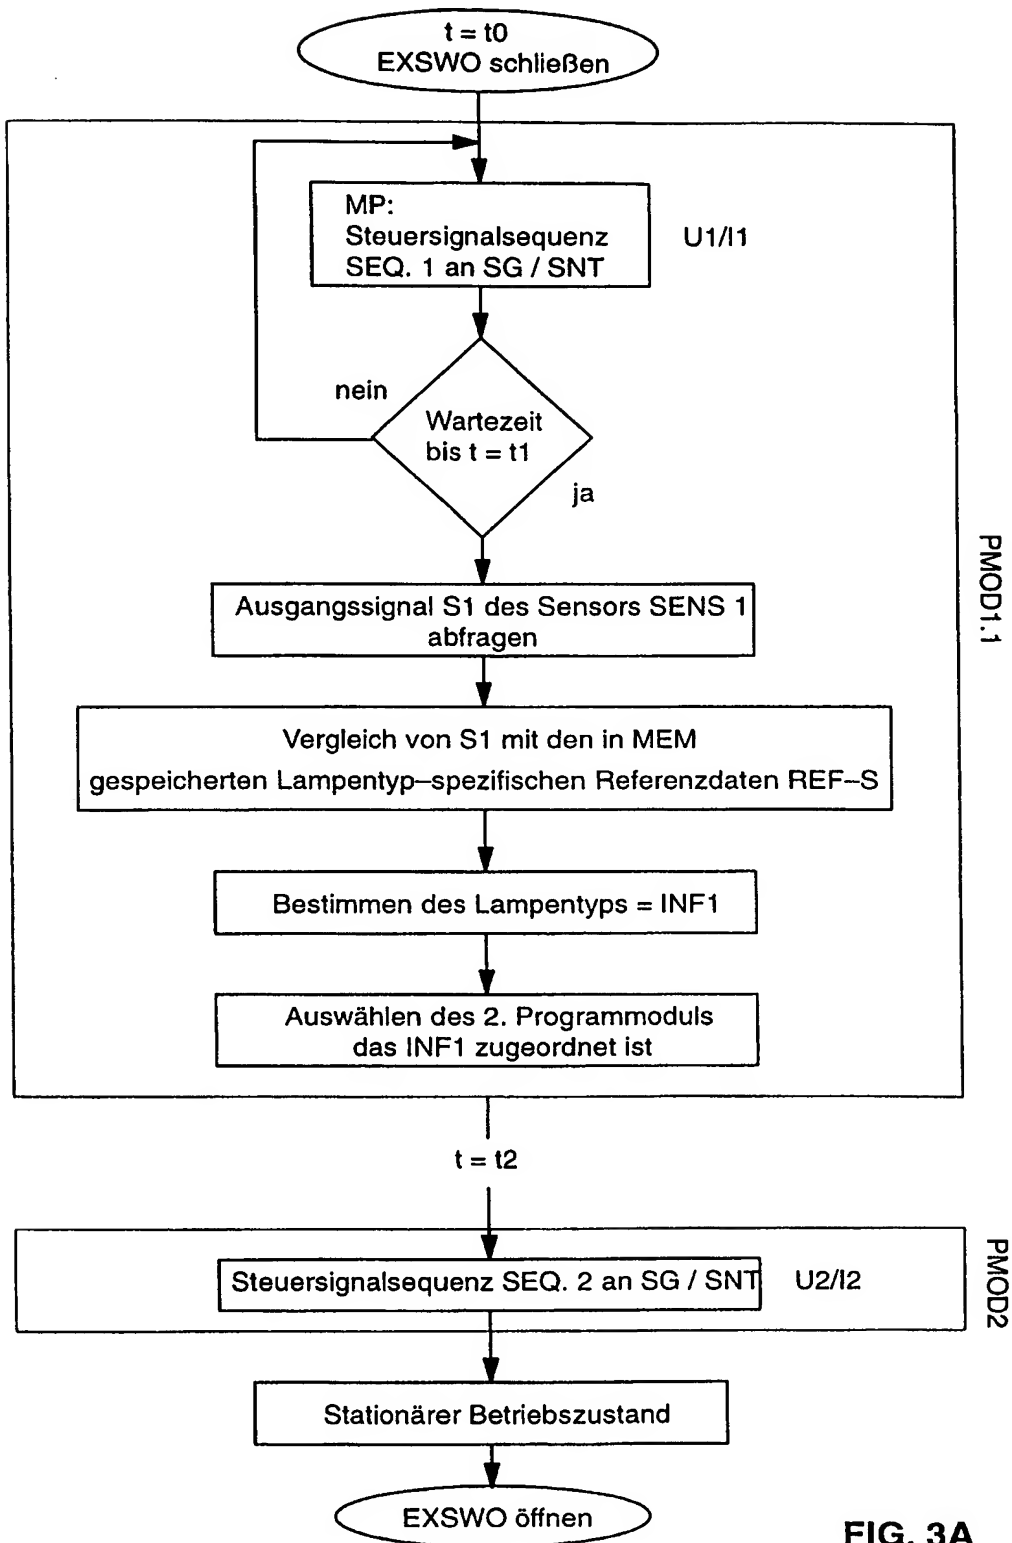 t = t0
EXSWO schließen
MP:
Steuersignalsequenz
SEQ. 1 an SG / SNT
U1/I1
nein
Wartezeit
bis t = t1
ja
Ausgangssignal S1 des Sensors SENS 1
abfragen
PMOD1.1
Vergleich von S1 mit den in MEM
gespeicherten Lampentyp–spezifischen Referenzdaten REF–S
Bestimmen des Lampentyps = INF1
Auswählen des 2. Programmoduls
das INF1 zugeordnet ist
t = t2
Steuersignalsequenz SEQ. 2 an SG / SNT
U2/I2
PMOD2
Stationärer Betriebszustand
EXSWO öffnen
FIG. 3A